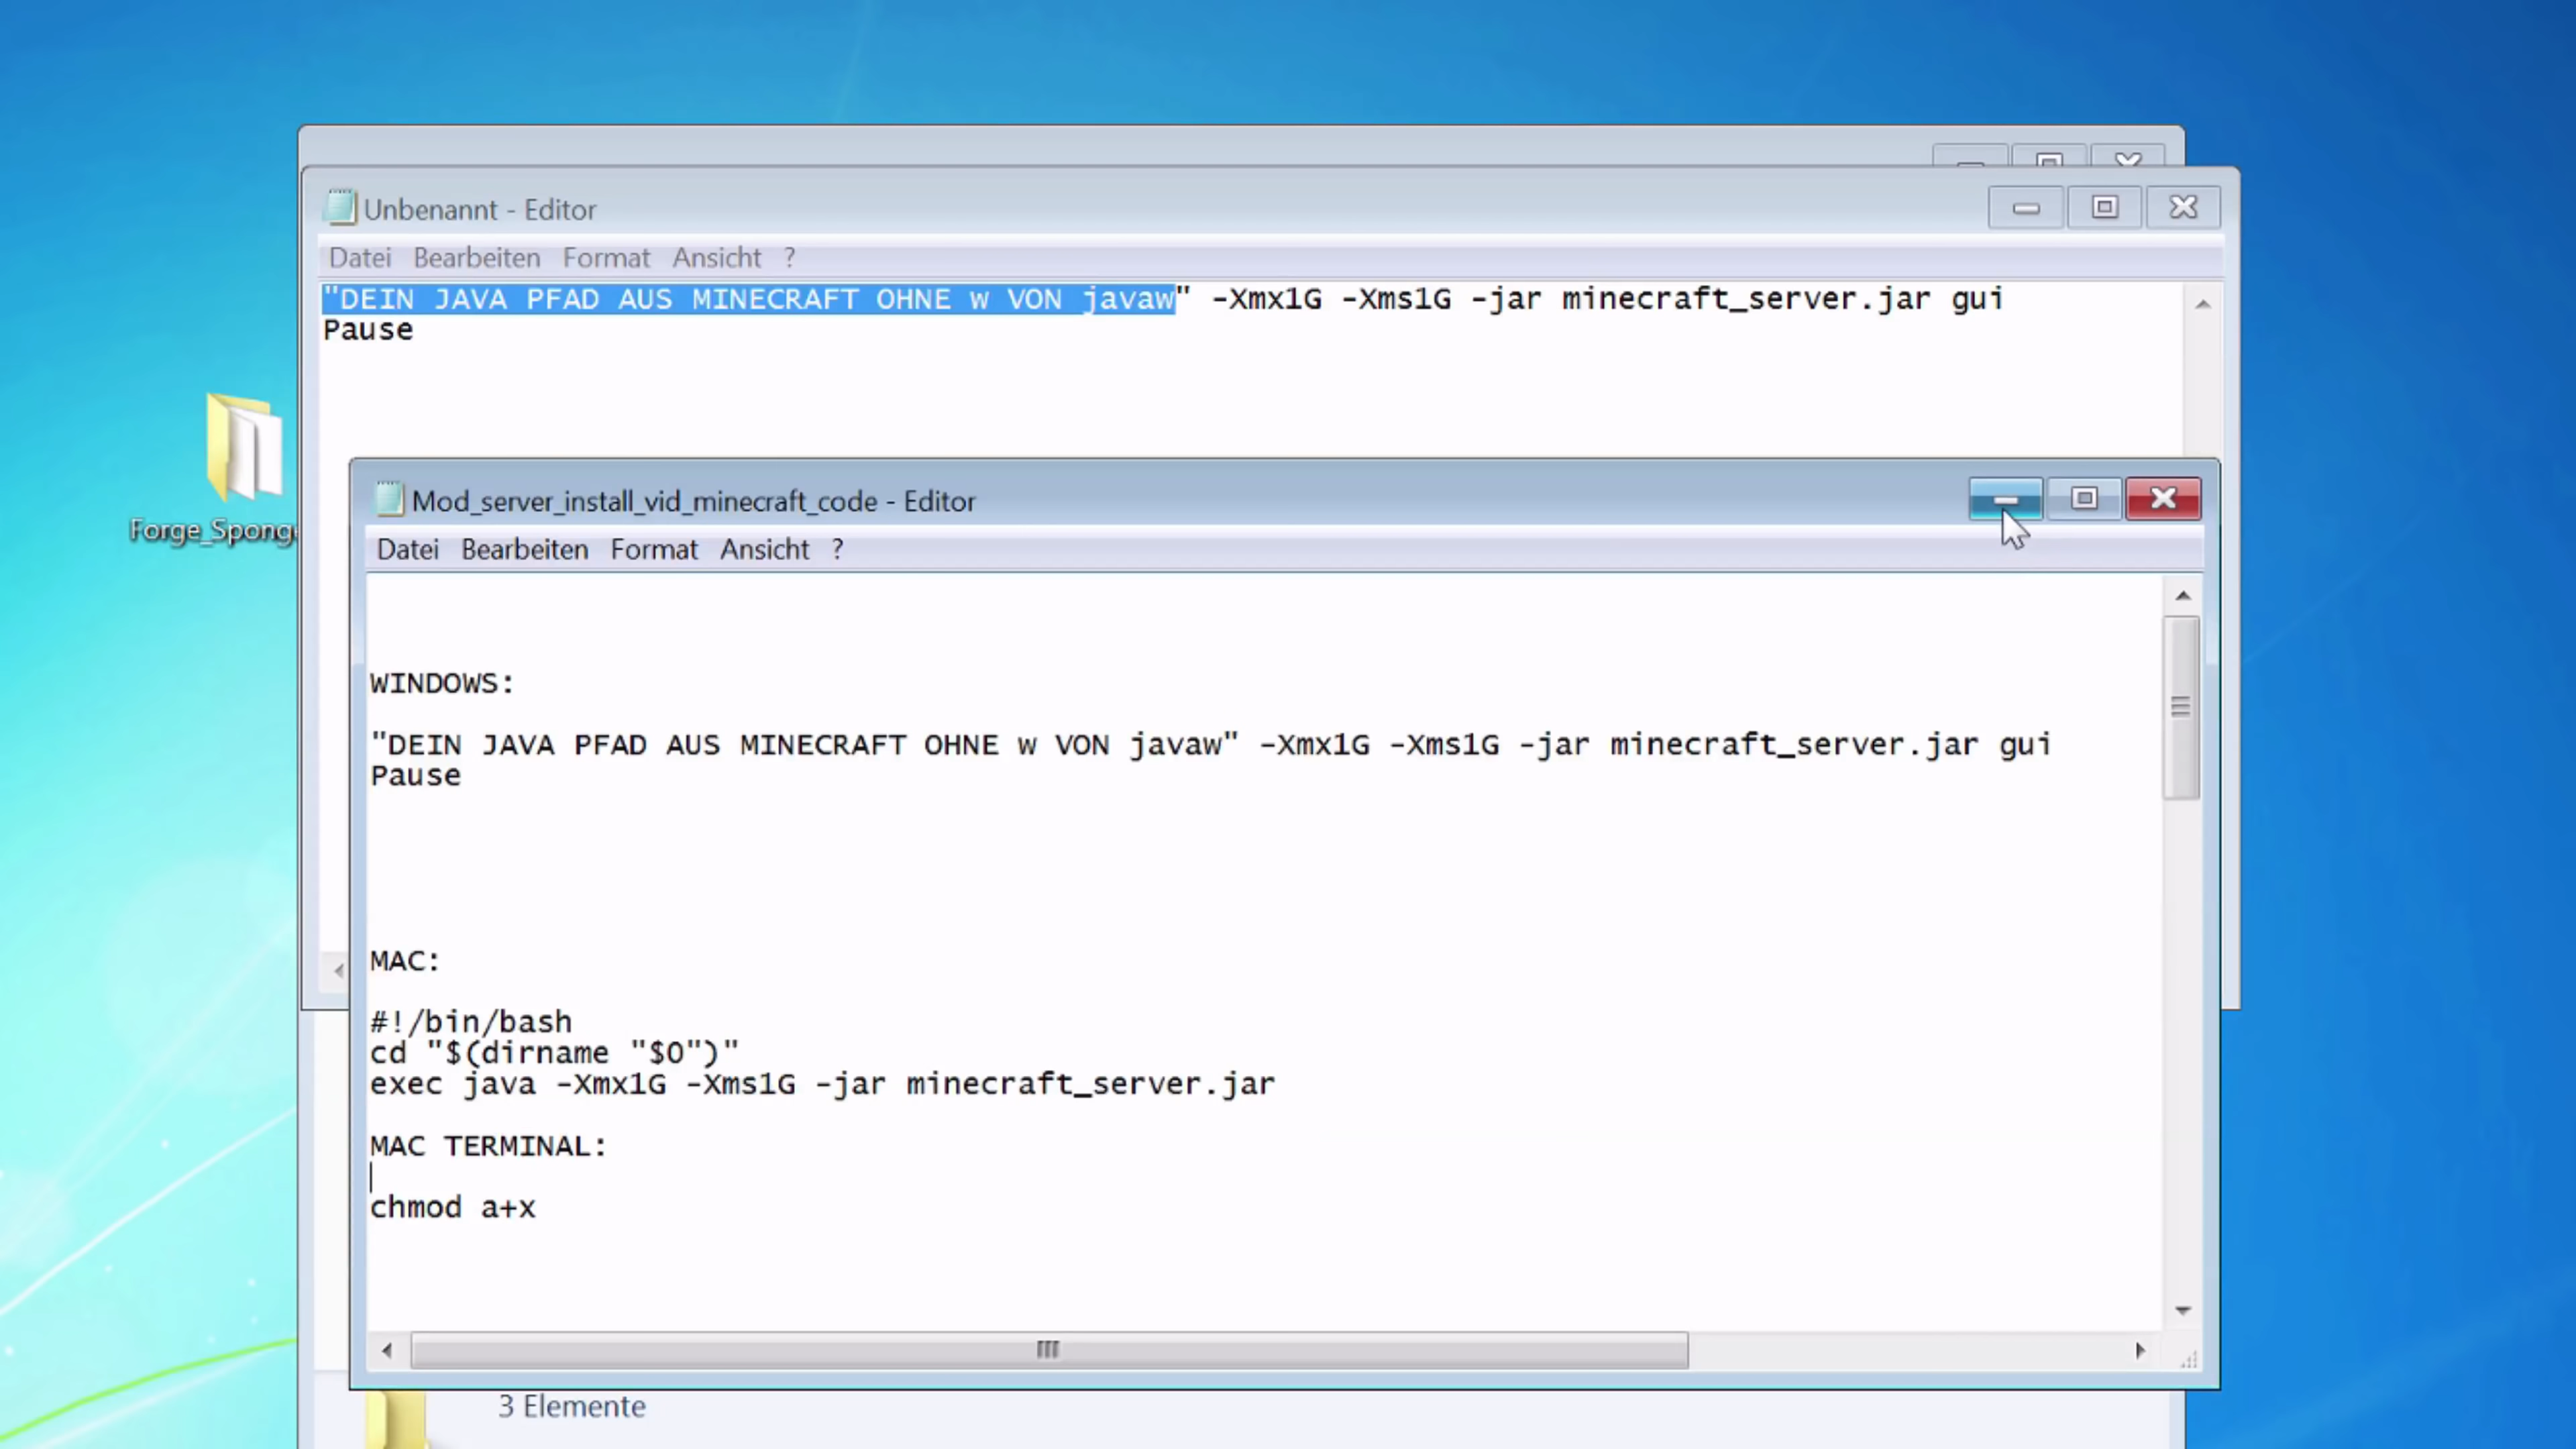 Unbenannt - Editor
Datei Bearbeiten Format Ansicht ?
"DEIN JAVA PFAD AUS MINECRAFT OHNE w VON javaw" -Xmx1G -Xms1G -jar minecraft_server.jar gui
Pause
Forge_Sponge
Mod_server_install_vid_minecraft_code - Editor
Datei Bearbeiten Format Ansicht ?
WINDOWS:
"DEIN JAVA PFAD AUS MINECRAFT OHNE w VON javaw" -Xmx1G -Xms1G -jar minecraft_server.jar gui
Pause
MAC:
#!/bin/bash
cd "$(dirname "$0")"
exec java -Xmx1G -Xms1G -jar minecraft_server.jar
MAC TERMINAL:
chmod a+x
3 Elemente